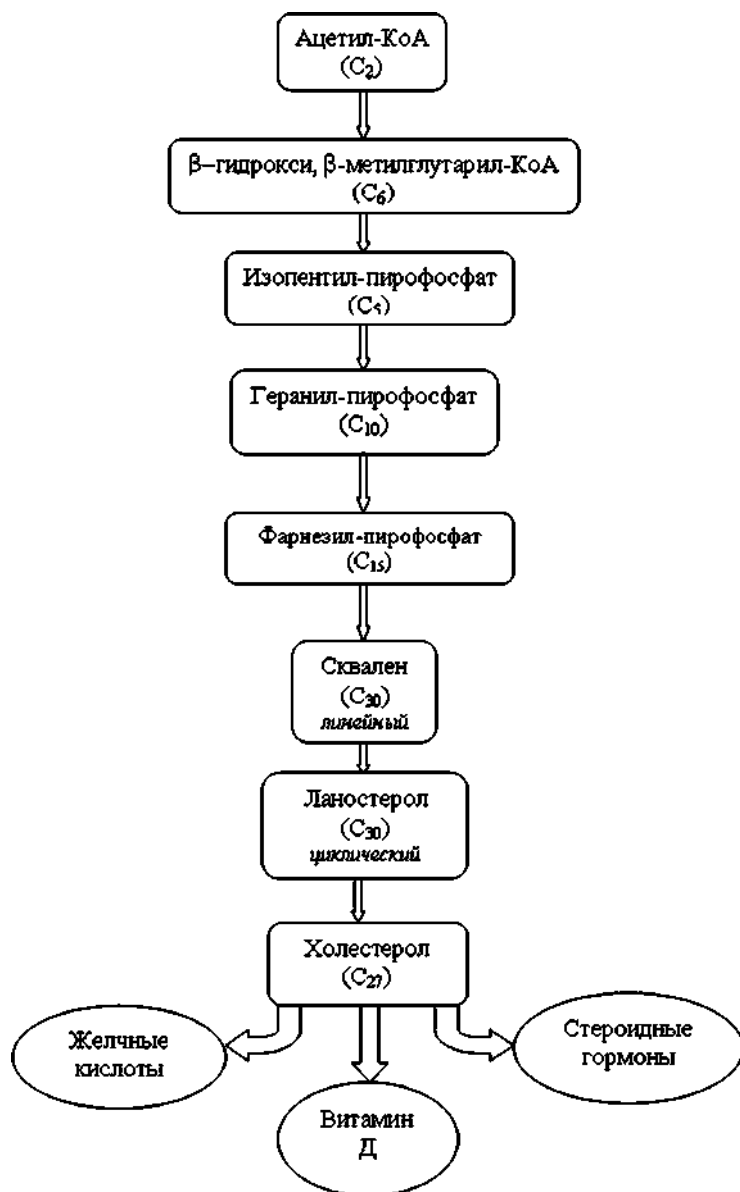 Ацетил-КоА
(C₂)
β–гидрокси, β-метилглутарил-КоА
(C₆)
Изопентил-пирофосфат
(C₅)
Геранил-пирофосфат
(C₁₀)
Фарнезил-пирофосфат
(C₁₅)
Сквален
(C₃₀)
линейный
Ланостерол
(C₃₀)
циклический
Холестерол
(C₂₇)
Желчные
кислоты
Витамин
Д
Стероидные
гормоны